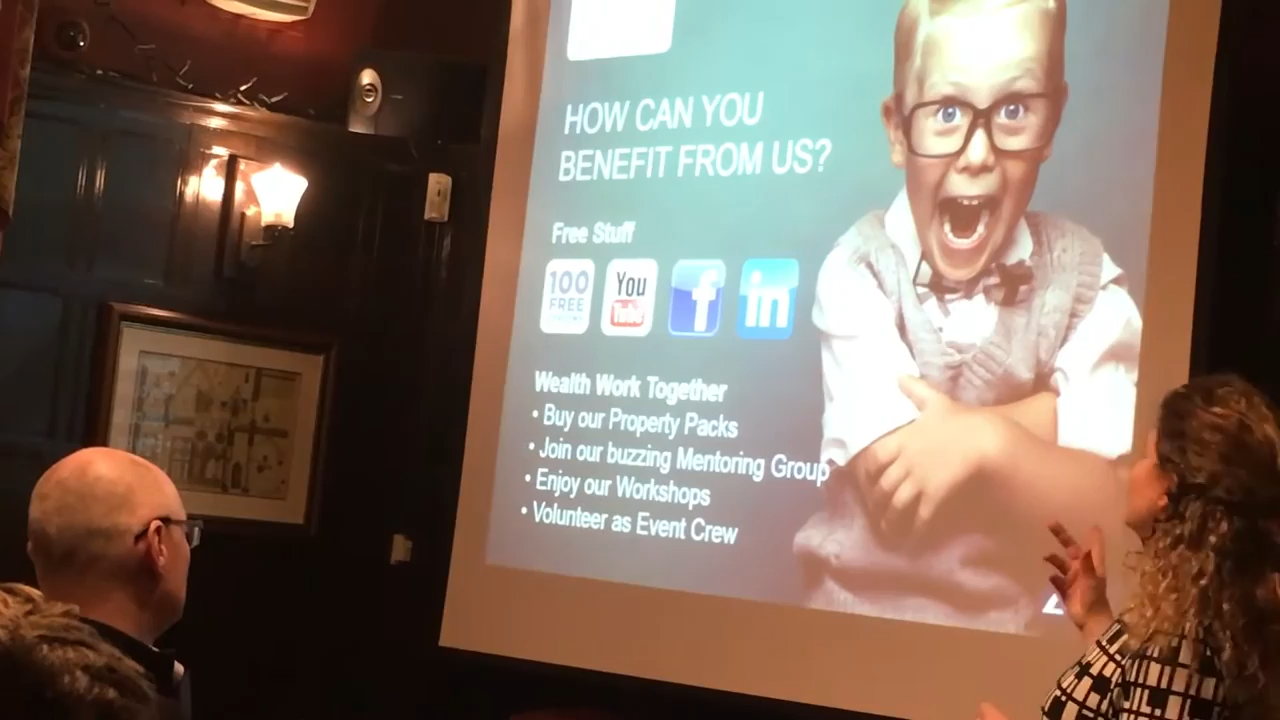 HOW CAN YOU
BENEFIT FROM US?
Free Stuff
100
FREE
You
Tube
f
in
Wealth Work Together
• Buy our Property Packs
• Join our buzzing Mentoring Group
• Enjoy our Workshops
• Volunteer as Event Crew